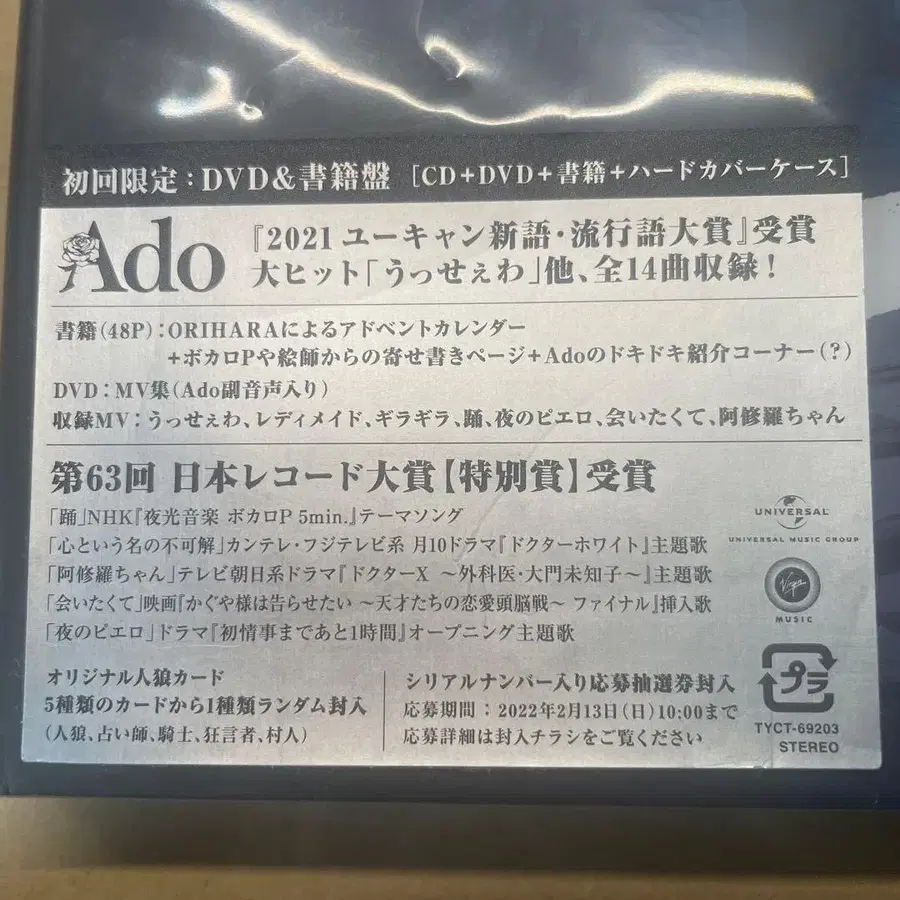 初回限定:DVD&書籍盤 [CD+DVD+書籍+ハードカバーケース]
Ado
『2021 ユーキャン新語・流行語大賞』受賞
大ヒット「うっせぇわ」他、全14曲収録!
書籍(48P):ORIHARAによるアドベントカレンダー
+ボカロPや絵師からの寄せ書きページ+Adoのドキドキ紹介コーナー(?)
DVD:MV集(Ado副音声入り)
収録MV:うっせぇわ、レディメイド、ギラギラ、踊、夜のピエロ、会いたくて、阿修羅ちゃん
第63回 日本レコード大賞【特別賞】受賞
「踊」NHK『夜光音楽 ボカロP 5min.』テーマソング
「心という名の不可解」カンテレ・フジテレビ系 月10ドラマ『ドクターホワイト』主題歌
「阿修羅ちゃん」テレビ朝日系ドラマ『ドクターX ～外科医・大門未知子～』主題歌
「会いたくて」映画『かぐや様は告らせたい ～天才たちの恋愛頭脳戦～ ファイナル』挿入歌
「夜のピエロ」ドラマ『初情事まであと1時間』オープニング主題歌
オリジナル人狼カード
5種類のカードから1種類ランダム封入
(人狼、占い師、騎士、狂言者、村人)
シリアルナンバー入り応募抽選券封入
応募期間:2022年2月13日(日)10:00まで
応募詳細は封入チラシをご覧ください
UNIVERSAL
UNIVERSAL MUSIC GROUP
Virgin
MUSIC
プラ
TYCT-69203
STEREO